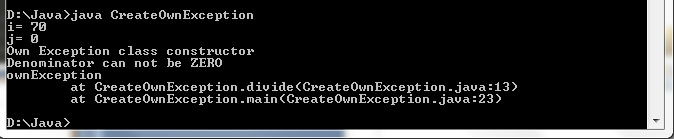 D:\Java>java CreateOwnException
i= 70
j= 0
Own Exception class constructor
Denominator can not be ZERO
ownException
        at CreateOwnException.divide(CreateOwnException.java:13)
        at CreateOwnException.main(CreateOwnException.java:23)
D:\Java>